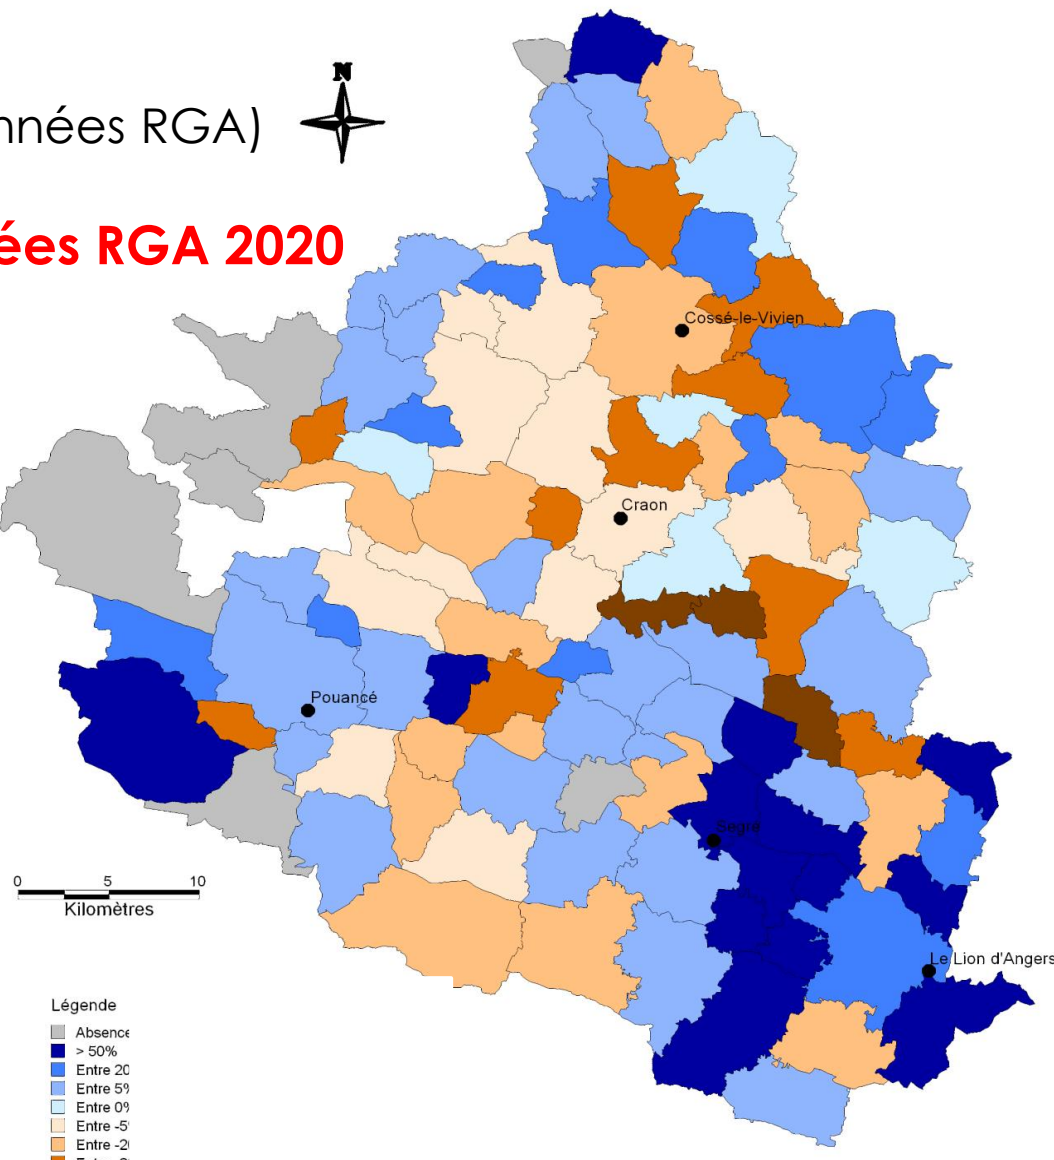 N
nnées RGA)
ées RGA 2020
Cossé-le-Vivien
Craon
Pouancé
Segré
0 5 10
Kilomètres
Le Lion d'Angers
Légende
Absence
> 50%
Entre 20
Entre 5%
Entre 0%
Entre -5
Entre -20